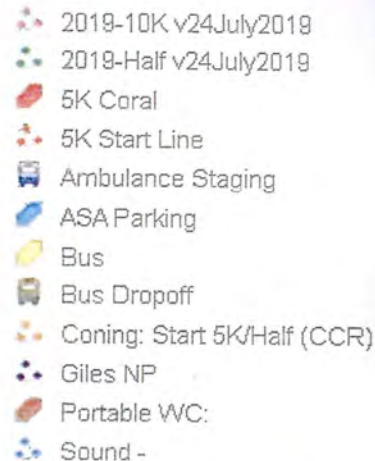 2019-10K v24July2019
2019-Half v24July2019
5K Coral
5K Start Line
Ambulance Staging
ASA Parking
Bus
Bus Dropoff
Coning: Start 5K/Half (CCR)
Giles NP
Portable WC:
Sound -